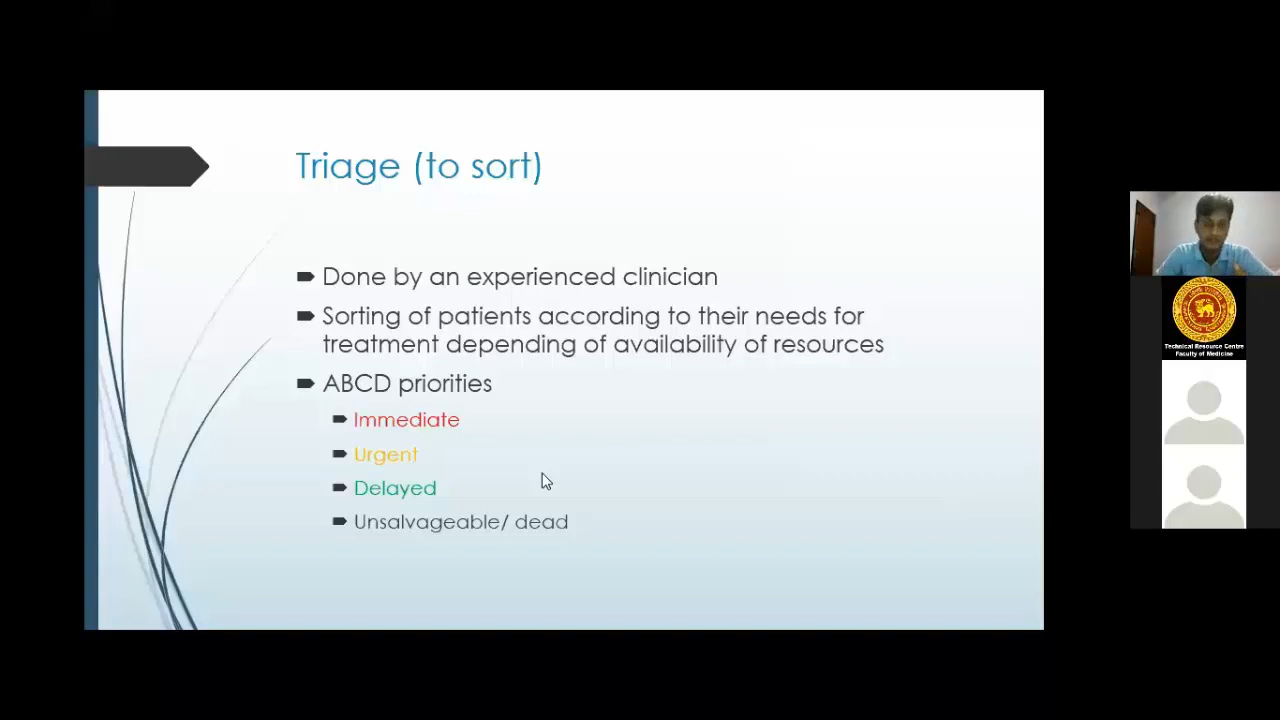 Triage (to sort)
Done by an experienced clinician
Sorting of patients according to their needs for
treatment depending of availability of resources
ABCD priorities
Immediate
Urgent
Delayed
Unsalvageable/ dead
Technical Resource Centre
Faculty of Medicine